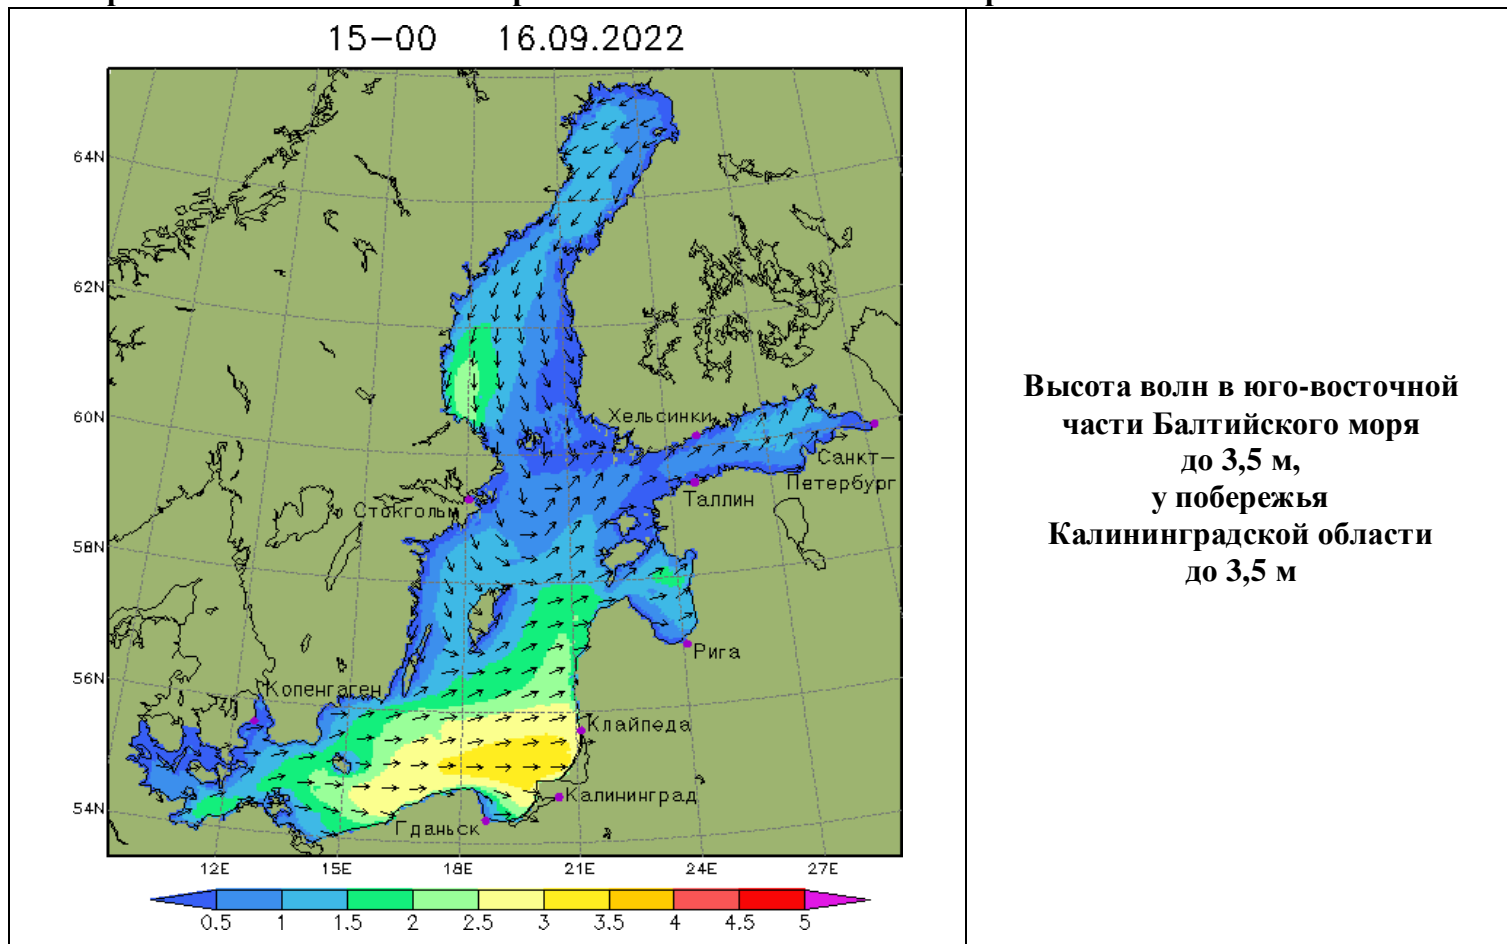 15-00 16.09.2022
64N
62N
60N
58N
56N
54N
Хельсинки
Санкт-
Петербург
Таллин
Стокгольм
Рига
Копенгаген
Клайпеда
Калининград
Гданьск
12E 15E 18E 21E 24E 27E
0.5 1 1.5 2 2.5 3 3.5 4 4.5 5
Высота волн в юго-восточной
части Балтийского моря
до 3,5 м,
у побережья
Калининградской области
до 3,5 м